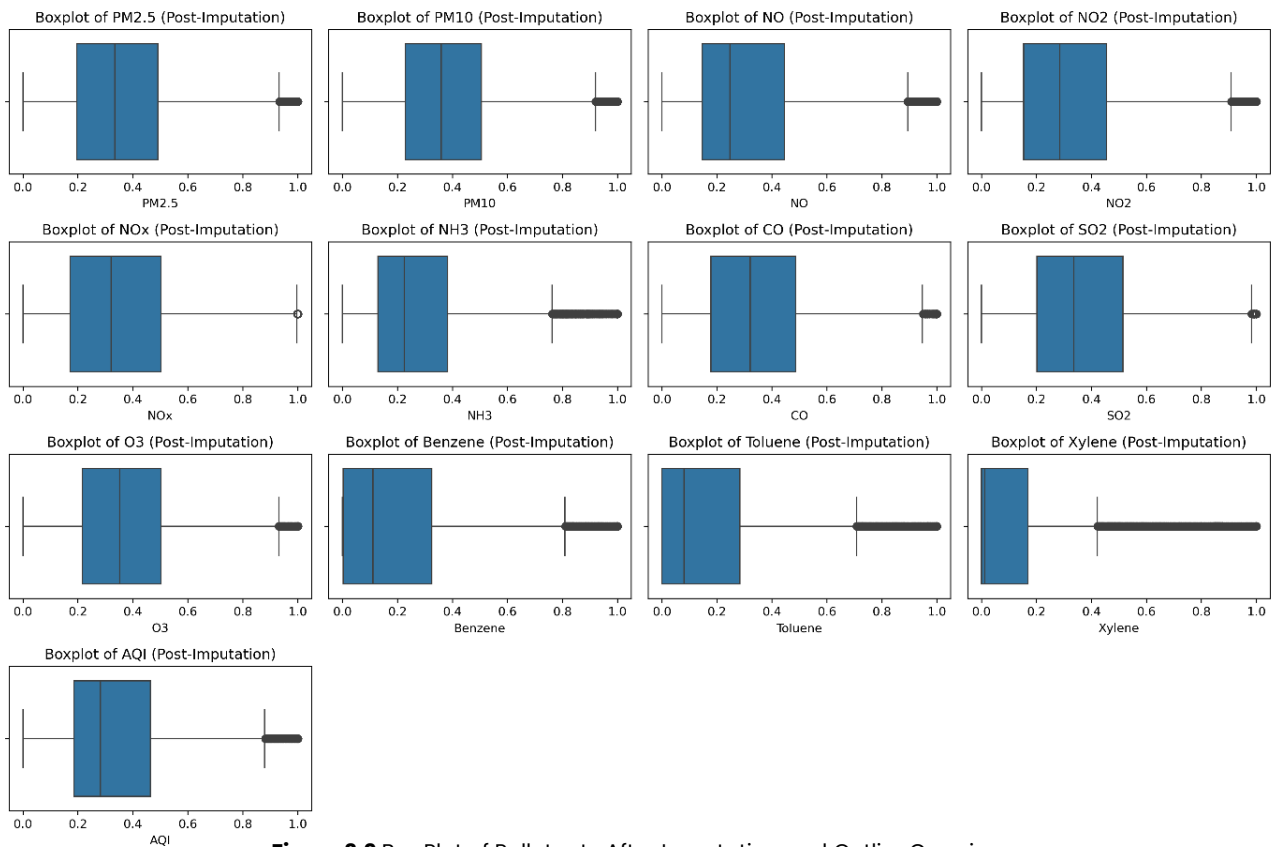 Boxplot of PM2.5 (Post-Imputation) Boxplot of PM10 (Post-Imputation) Boxplot of NO (Post-Imputation) Boxplot of NO2 (Post-Imputation)
0.0 0.2 0.4 0.6 0.8 1.0 0.0 0.2 0.4 0.6 0.8 1.0 0.0 0.2 0.4 0.6 0.8 1.0 0.0 0.2 0.4 0.6 0.8 1.0
PM2.5 PM10 NO NO2
Boxplot of NOx (Post-Imputation) Boxplot of NH3 (Post-Imputation) Boxplot of CO (Post-Imputation) Boxplot of SO2 (Post-Imputation)
0.0 0.2 0.4 0.6 0.8 1.0 0.0 0.2 0.4 0.6 0.8 1.0 0.0 0.2 0.4 0.6 0.8 1.0 0.0 0.2 0.4 0.6 0.8 1.0
NOx NH3 CO SO2
Boxplot of O3 (Post-Imputation) Boxplot of Benzene (Post-Imputation) Boxplot of Toluene (Post-Imputation) Boxplot of Xylene (Post-Imputation)
0.0 0.2 0.4 0.6 0.8 1.0 0.0 0.2 0.4 0.6 0.8 1.0 0.0 0.2 0.4 0.6 0.8 1.0 0.0 0.2 0.4 0.6 0.8 1.0
O3 Benzene Toluene Xylene
Boxplot of AQI (Post-Imputation)
0.0 0.2 0.4 0.6 0.8 1.0
AQI